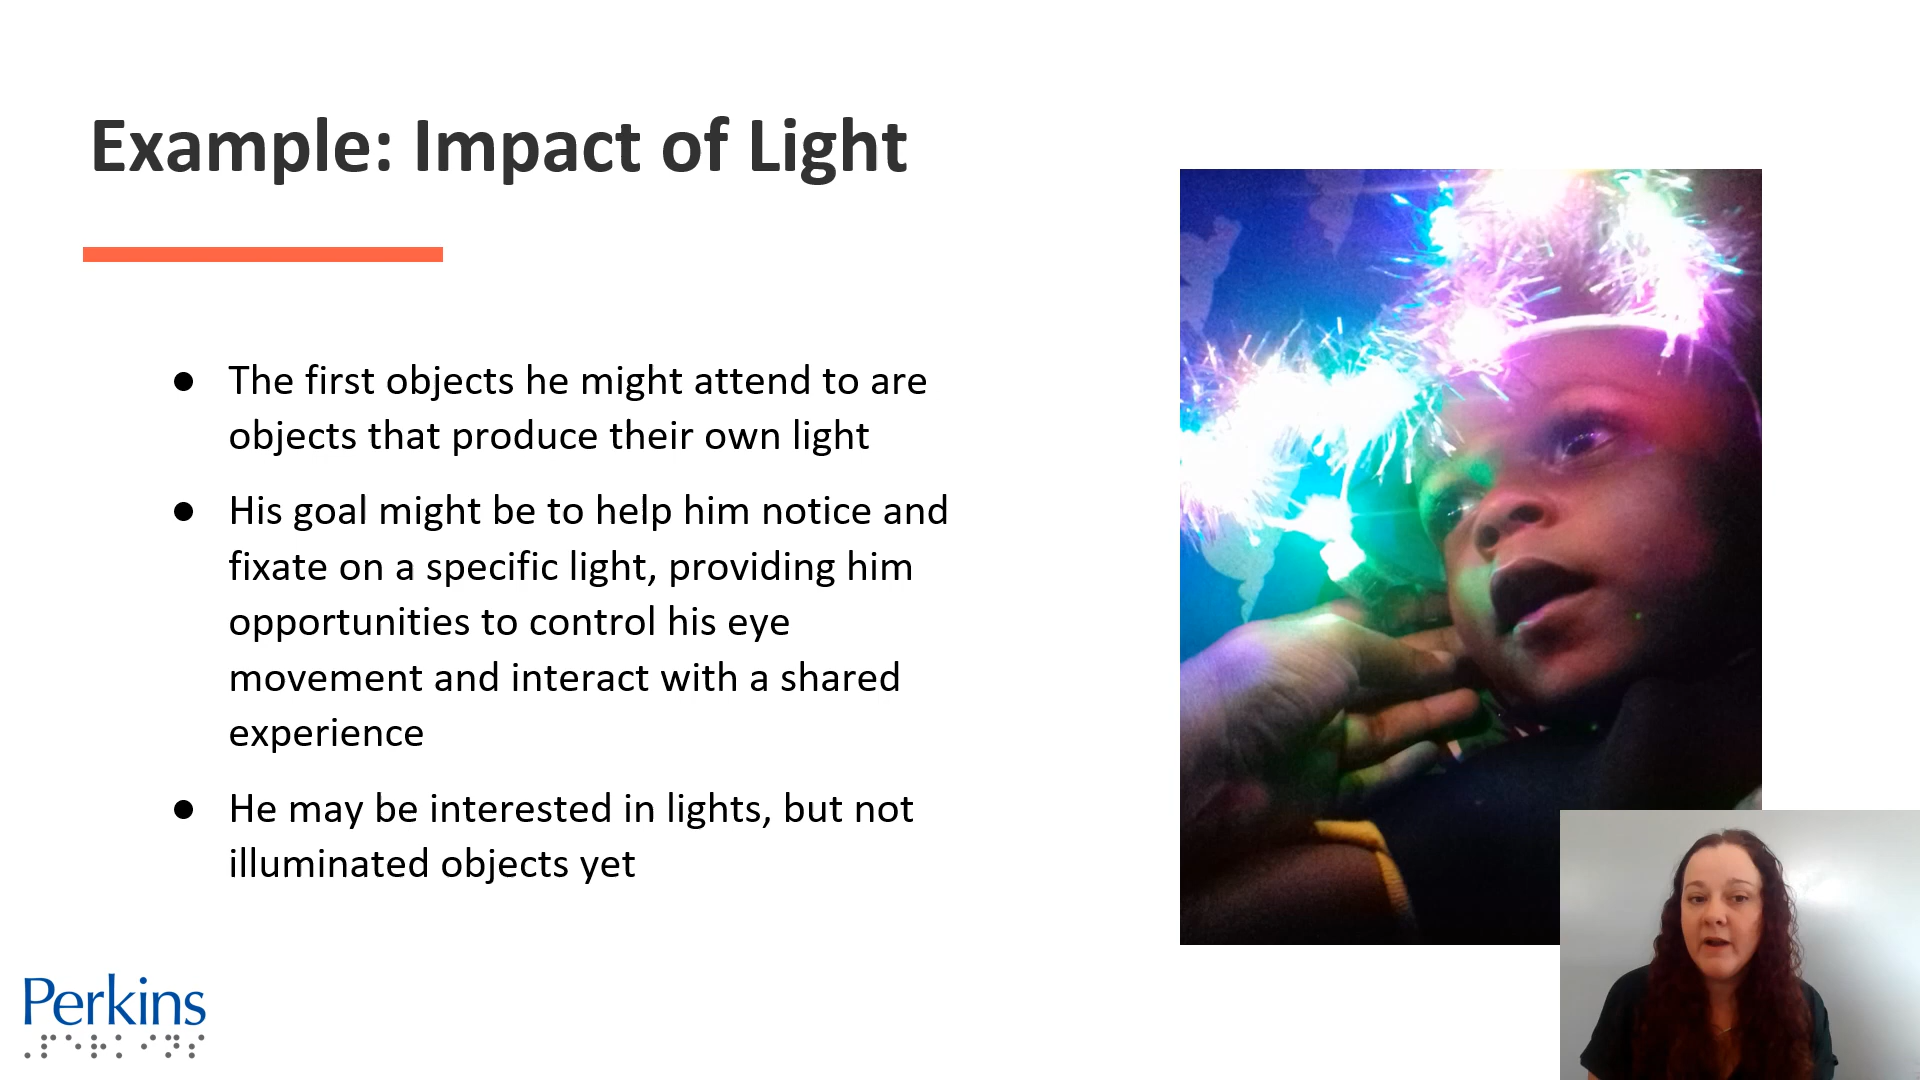 Example: Impact of Light
● The first objects he might attend to are
objects that produce their own light
● His goal might be to help him notice and
fixate on a specific light, providing him
opportunities to control his eye
movement and interact with a shared
experience
● He may be interested in lights, but not
illuminated objects yet
Perkins
⠠⠏⠑⠗⠅⠊⠝⠎